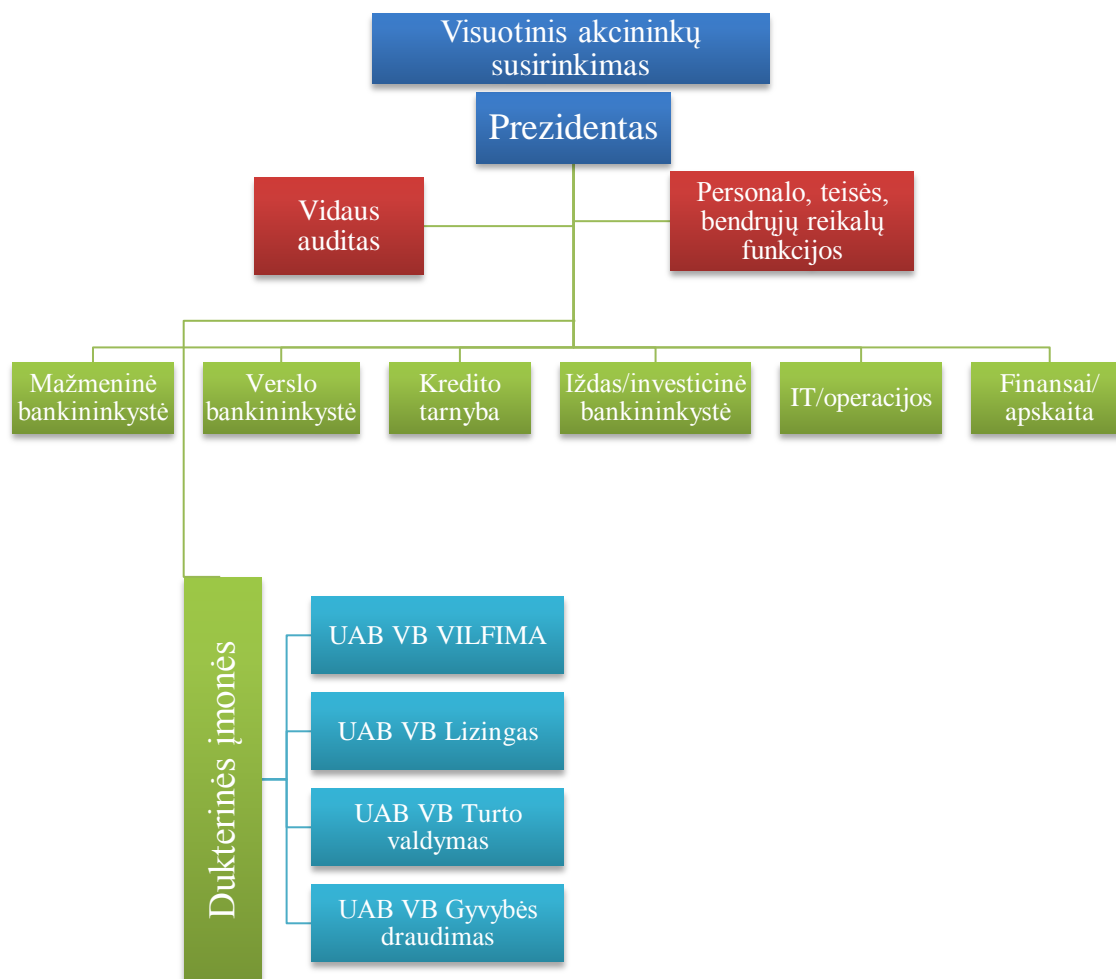 Visuotinis akcininkų
susirinkimas
Prezidentas
Vidaus
auditas
Personalo, teisės,
bendrųjų reikalų
funkcijos
Mažmeninė
bankininkystė
Verslo
bankininkystė
Kredito
tarnyba
Iždas/investicinė
bankininkystė
IT/operacijos
Finansai/
apskaita
Dukterinės įmonės
UAB VB VILFIMA
UAB VB Lizingas
UAB VB Turto
valdymas
UAB VB Gyvybės
draudimas